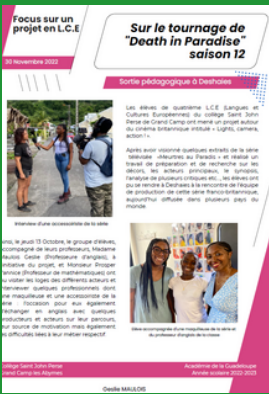 Focus sur un
projet en L.C.E
30 Novembre 2022
Sur le tournage de
"Death in Paradise"
saison 12
Sortie pédagogique à Deshaies
Les élèves de quatrième L.C.E (Langues et
Cultures Européennes) du collège Saint John
Perse de Grand Camp ont mené un projet autour
du cinéma britannique intitulé « Lights, camera,
action ! »
Après avoir visionné quelques extraits de la série
télévisée «Meurtres au Paradis » et réalisé un
travail de préparation et de recherche sur les
décors, les acteurs principaux, le synopsis,
l'analyse de plusieurs critiques etc..., les élèves ont
pu se rendre à Deshaies à la rencontre de l'équipe
de production de cette série franco-britannique,
aujourd'hui diffusée dans plusieurs pays du
monde.
Interview d'une accessoiriste de la série
le jeudi 13 Octobre, le groupe d'élèves,
accompagné de leurs professeurs, Madame
Maulois Geslie (Professeure d'anglais), à
l'initiative du projet, et Monsieur Prosper
(Professeur de mathématiques) ont
pu visiter les loges des différents acteurs et
interviewer quelques professionnels dont
une maquilleuse et une accessoiriste de la
série : l'occasion pour eux également
d'échanger en anglais avec quelques
producteurs et acteurs sur leur parcours,
leur source de motivation mais également
les difficultés liées à leur métier respectif.
Elève accompagnée d'une maquilleuse de la série et
du professeur d'anglais de la classe
Collège Saint John Perse
Grand Camp les Abymes
Académie de la Guadeloupe
Année scolaire 2022-2023
Geslie MAULOIS